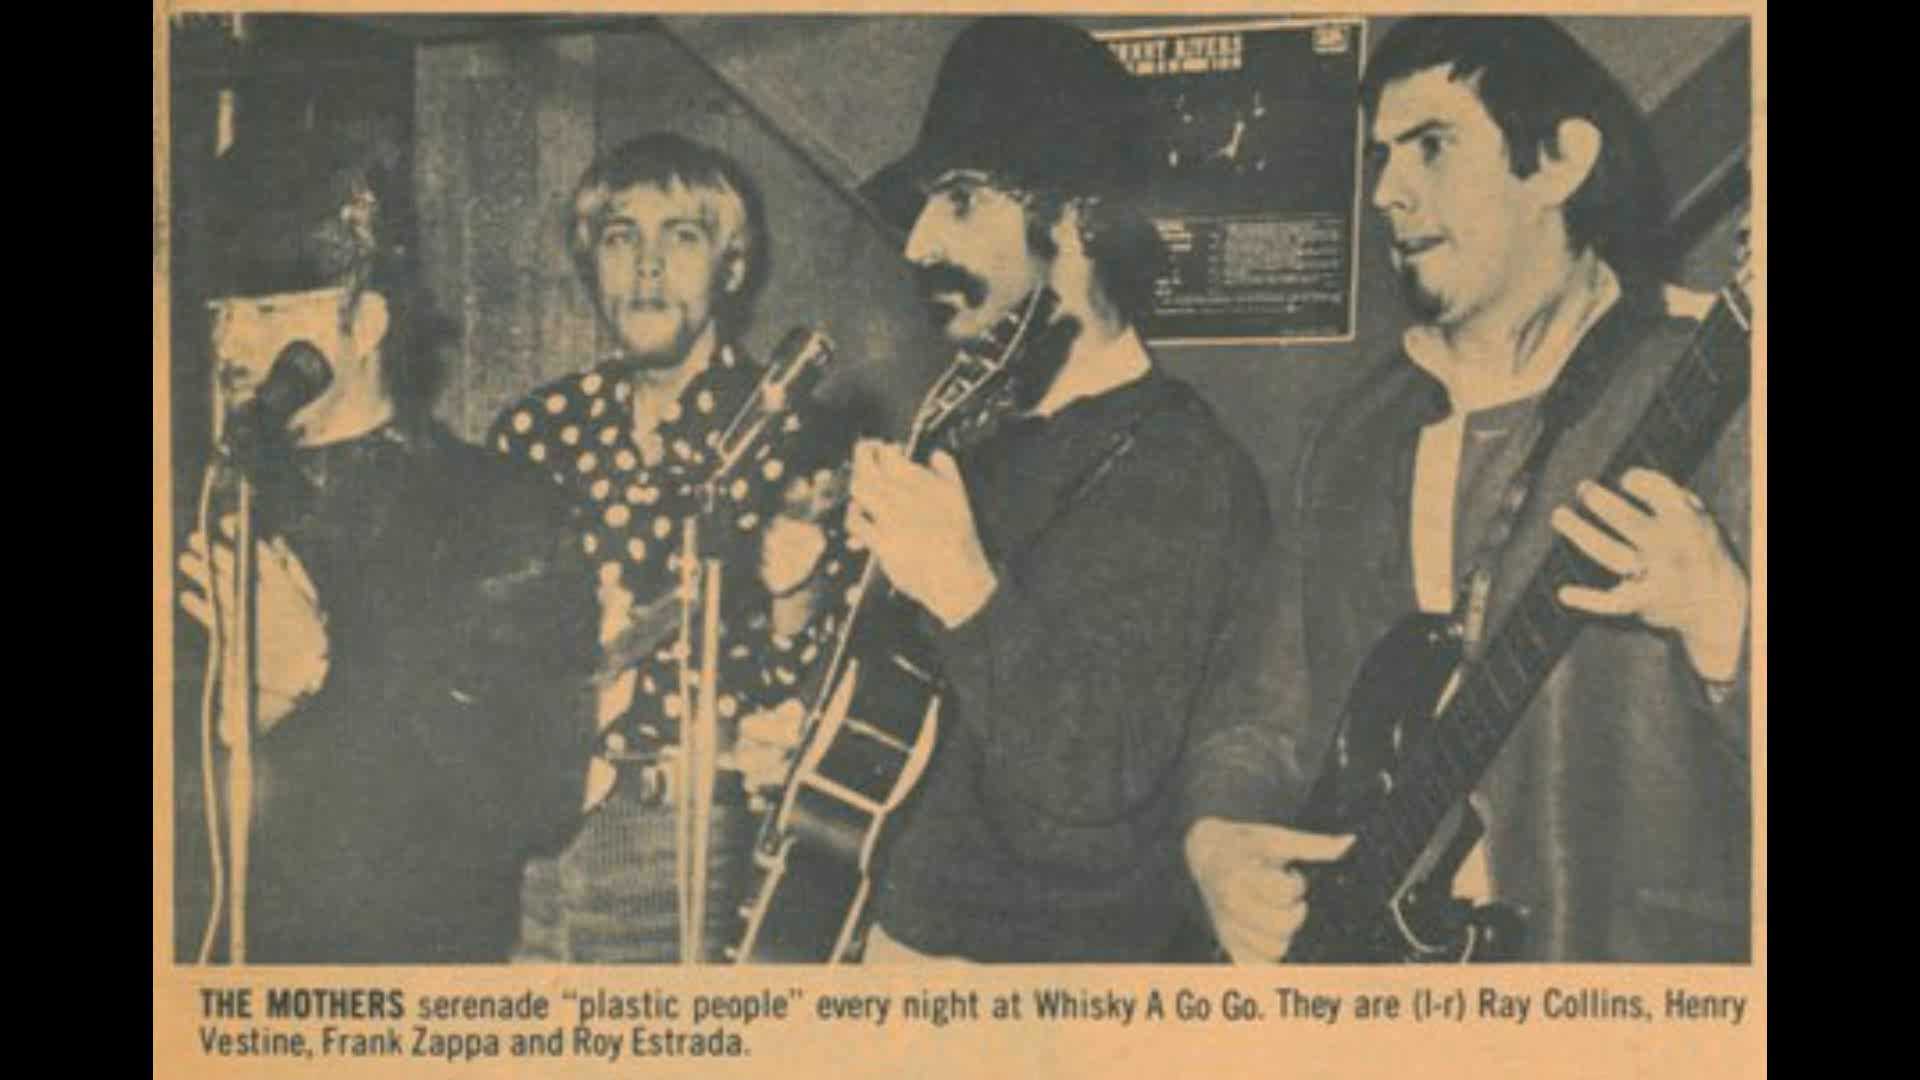 RIVERS
THE MOTHERS serenade "plastic people" every night at Whisky A Go Go. They are (l-r) Ray Collins, Henry
Vestine, Frank Zappa and Roy Estrada.